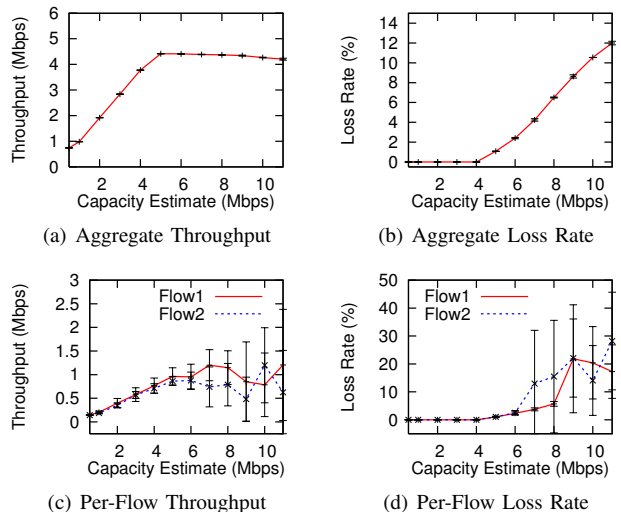 6
5
4
3
2
1
0
2 4 6 8 10
Throughput (Mbps)
Capacity Estimate (Mbps)
(a) Aggregate Throughput
14
12
10
8
6
4
2
0
2 4 6 8 10
Loss Rate (%)
Capacity Estimate (Mbps)
(b) Aggregate Loss Rate
3
2.5
2
1.5
1
0.5
0
2 4 6 8 10
Throughput (Mbps)
Flow1
Flow2
Capacity Estimate (Mbps)
(c) Per-Flow Throughput
50
40
30
20
10
0
2 4 6 8 10
Loss Rate (%)
Flow1
Flow2
Capacity Estimate (Mbps)
(d) Per-Flow Loss Rate